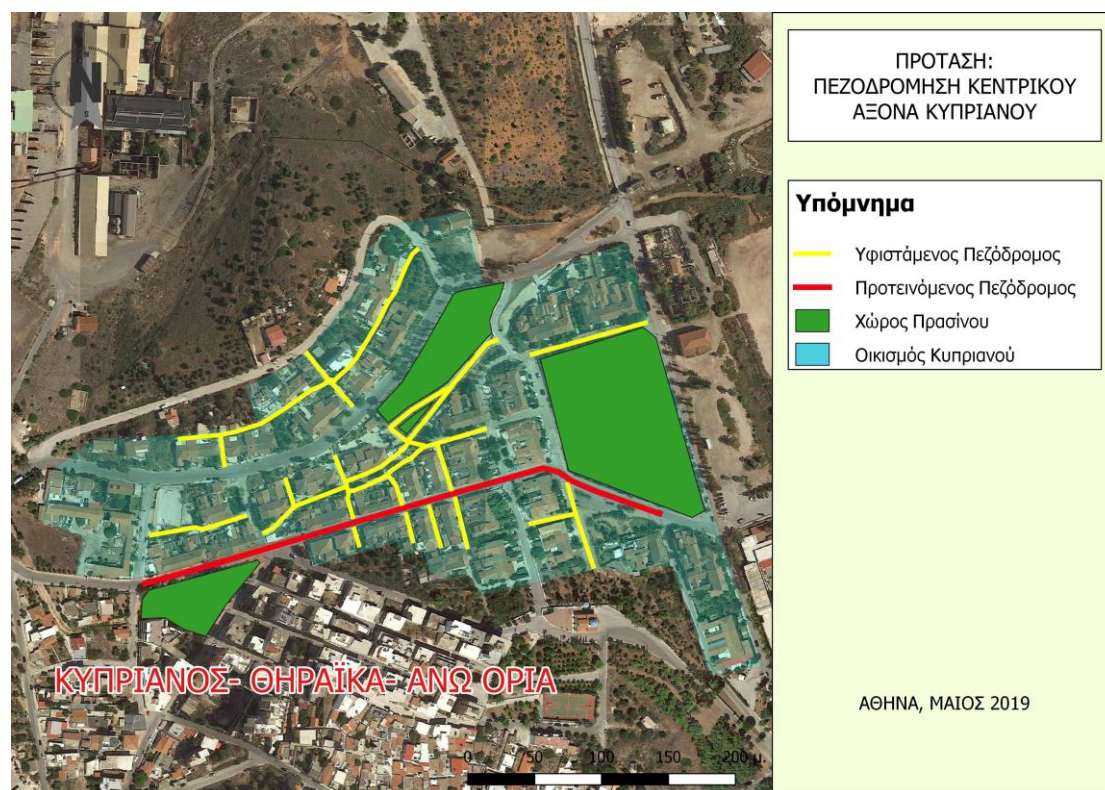 N
N
S
ΠΡΟΤΑΣΗ:
ΠΕΖΟΔΡΟΜΗΣΗ ΚΕΝΤΡΙΚΟΥ
ΑΞΟΝΑ ΚΥΠΡΙΑΝΟΥ
Υπόμνημα
Υφιστάμενος Πεζόδρομος
Προτεινόμενος Πεζόδρομος
Χώρος Πρασίνου
Οικισμός Κυπριανού
ΚΥΠΡΙΑΝΟΣ- ΘΗΡΑΪΚΑ- ΑΝΩ ΟΡΙΑ
ΑΘΗΝΑ, ΜΑΙΟΣ 2019
0 50 100 150 200 μ.